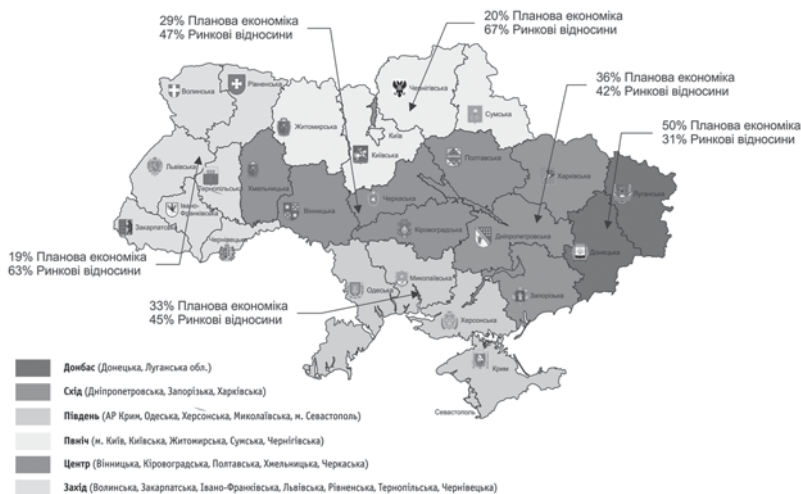 29% Планова економіка
47% Ринкові відносини
20% Планова економіка
67% Ринкові відносини
36% Планова економіка
42% Ринкові відносини
50% Планова економіка
31% Ринкові відносини
Волинська
Рівненська
Житомирська
Київ
Київська
Чернігівська
Сумська
Львівська
Тернопільська
Хмельницька
Вінницька
Черкаська
Полтавська
Харківська
Луганська
Івано-
Франківська
Закарпатська
Чернівецька
Кіровоградська
Дніпропетровська
Донецька
Запорізька
19% Планова економіка
63% Ринкові відносини
Одеська
Миколаївська
Херсонська
33% Планова економіка
45% Ринкові відносини
Крим
Севастополь
Донбас (Донецька, Луганська обл.)
Схід (Дніпропетровська, Запорізька, Харківська)
Південь (АР Крим, Одеська, Херсонська, Миколаївська, м. Севастополь)
Пвніч (м. Київ, Київська, Житомирська, Сумська, Чернігівська)
Центр (Вінницька, Кіровоградська, Полтавська, Хмельницька, Черкаська)
Захід (Волинська, Закарпатська, Івано-Франківська, Львівська, Рівненська, Тернопільська, Чернівецька)